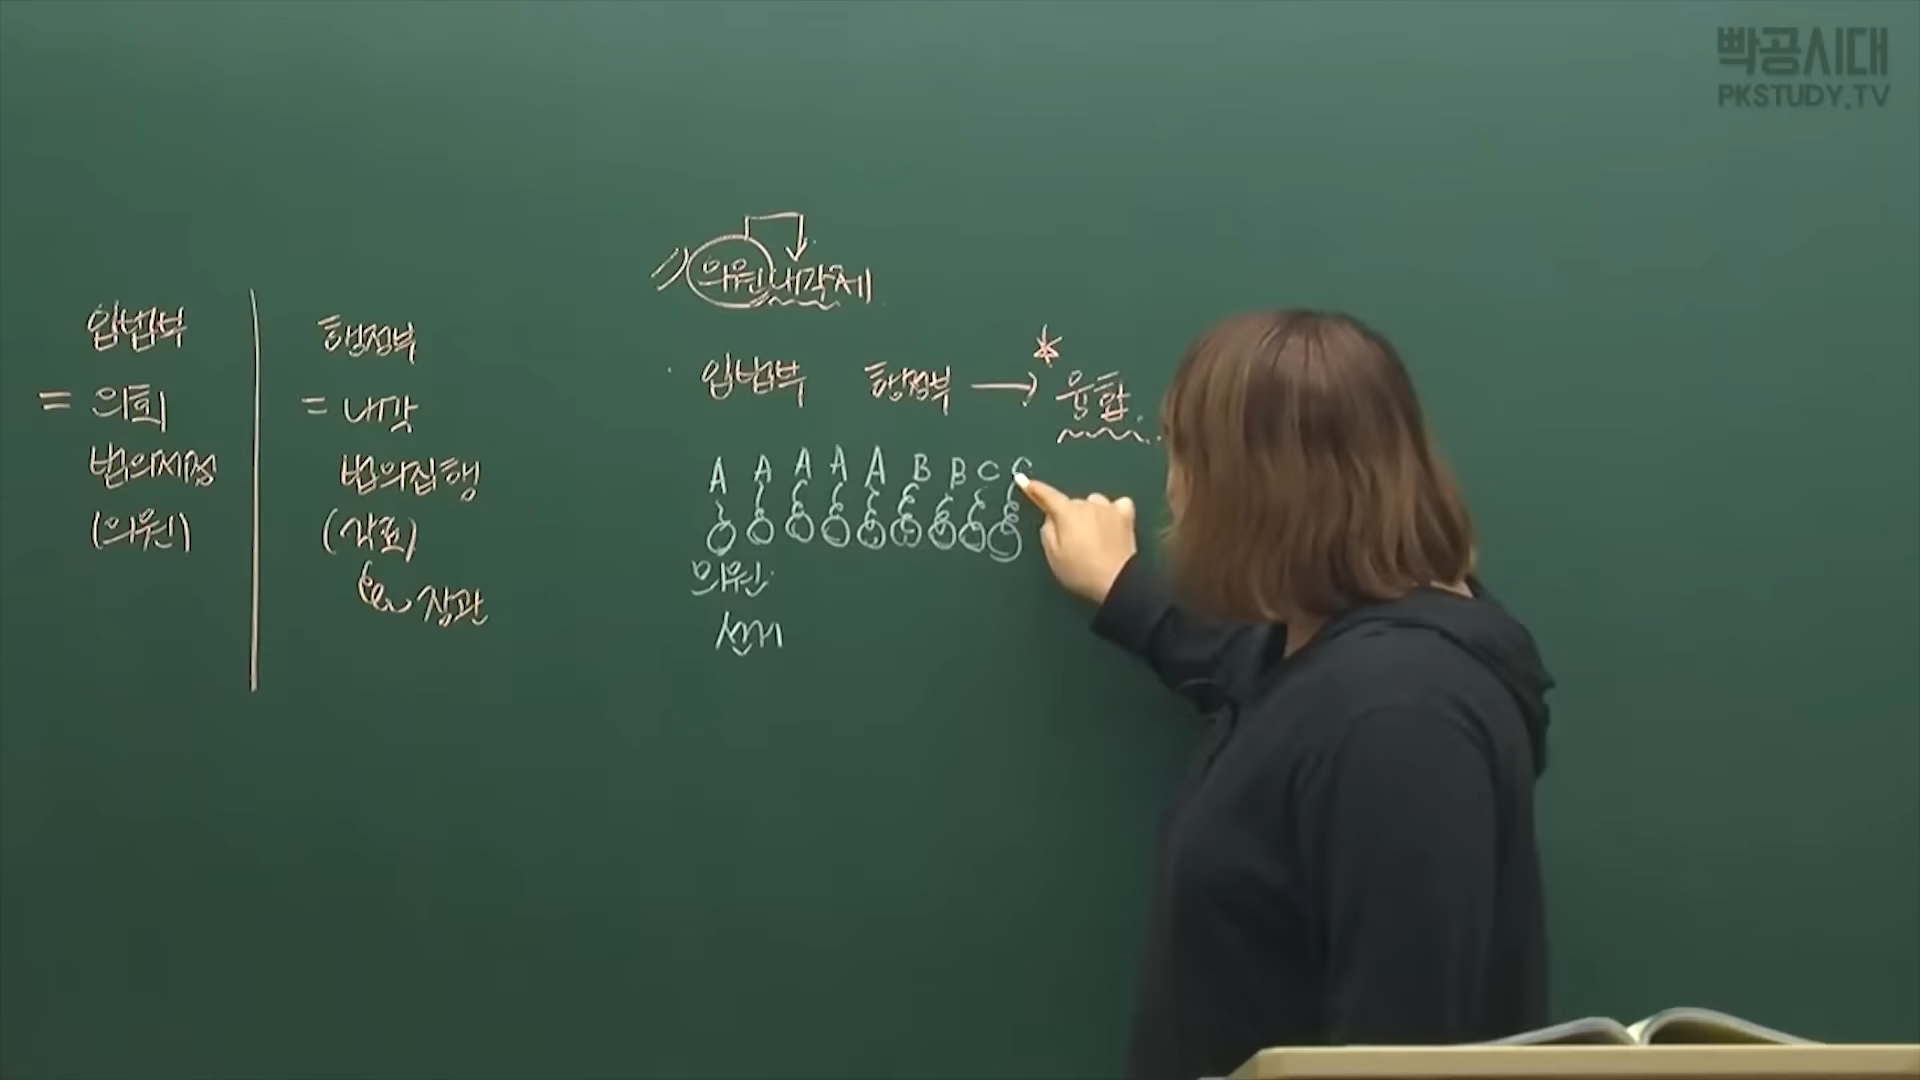 빡공시대
PKSTUDY.TV
입법부
= 의회
법의제정
(의원)
행정부
= 내각
법의집행
(각료)
장관
1) 의원내각제
입법부 행정부 → 융합
A A A A A B B C C
의원
선거